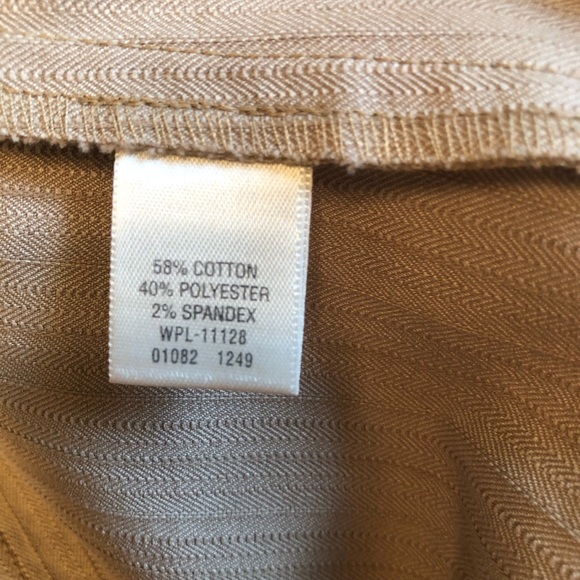 58% COTTON
40% POLYESTER
2% SPANDEX
WPL-11128
01082 1249